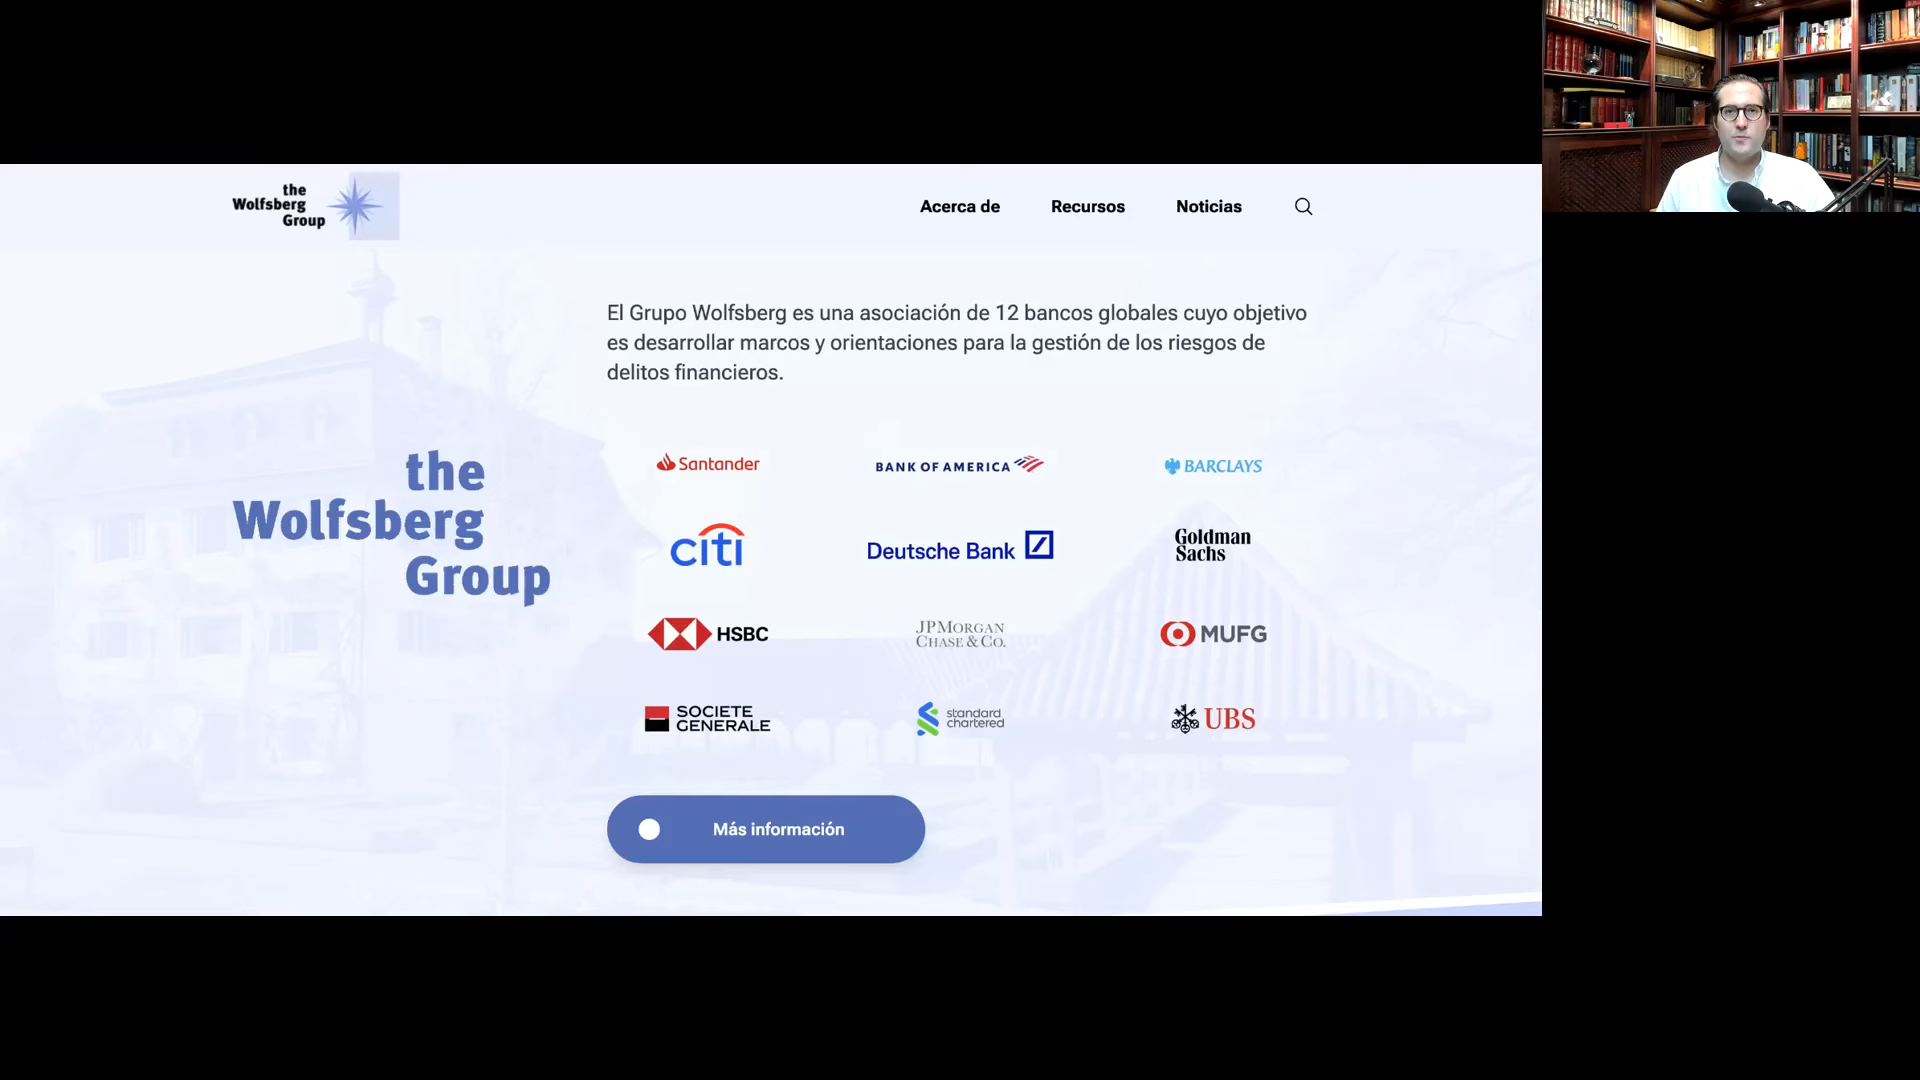 the
Wolfsberg
Group
Acerca de
Recursos
Noticias
El Grupo Wolfsberg es una asociación de 12 bancos globales cuyo objetivo
es desarrollar marcos y orientaciones para la gestión de los riesgos de
delitos financieros.
the
Wolfsberg
Group
Santander
BANK OF AMERICA
BARCLAYS
citi
Deutsche Bank
Goldman
Sachs
HSBC
JPMORGAN
CHASE & CO.
MUFG
SOCIETE
GENERALE
standard
chartered
UBS
Más información